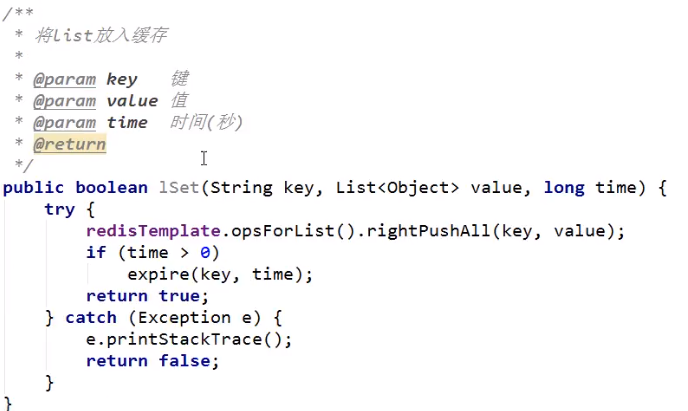 /**
 * 将list放入缓存
 *
 * @param key   键
 * @param value 值
 * @param time  时间(秒)
 * @return
 */
public boolean lSet(String key, List<Object> value, long time) {
    try {
        redisTemplate.opsForList().rightPushAll(key, value);
        if (time > 0)
            expire(key, time);
        return true;
    } catch (Exception e) {
        e.printStackTrace();
        return false;
    }
}